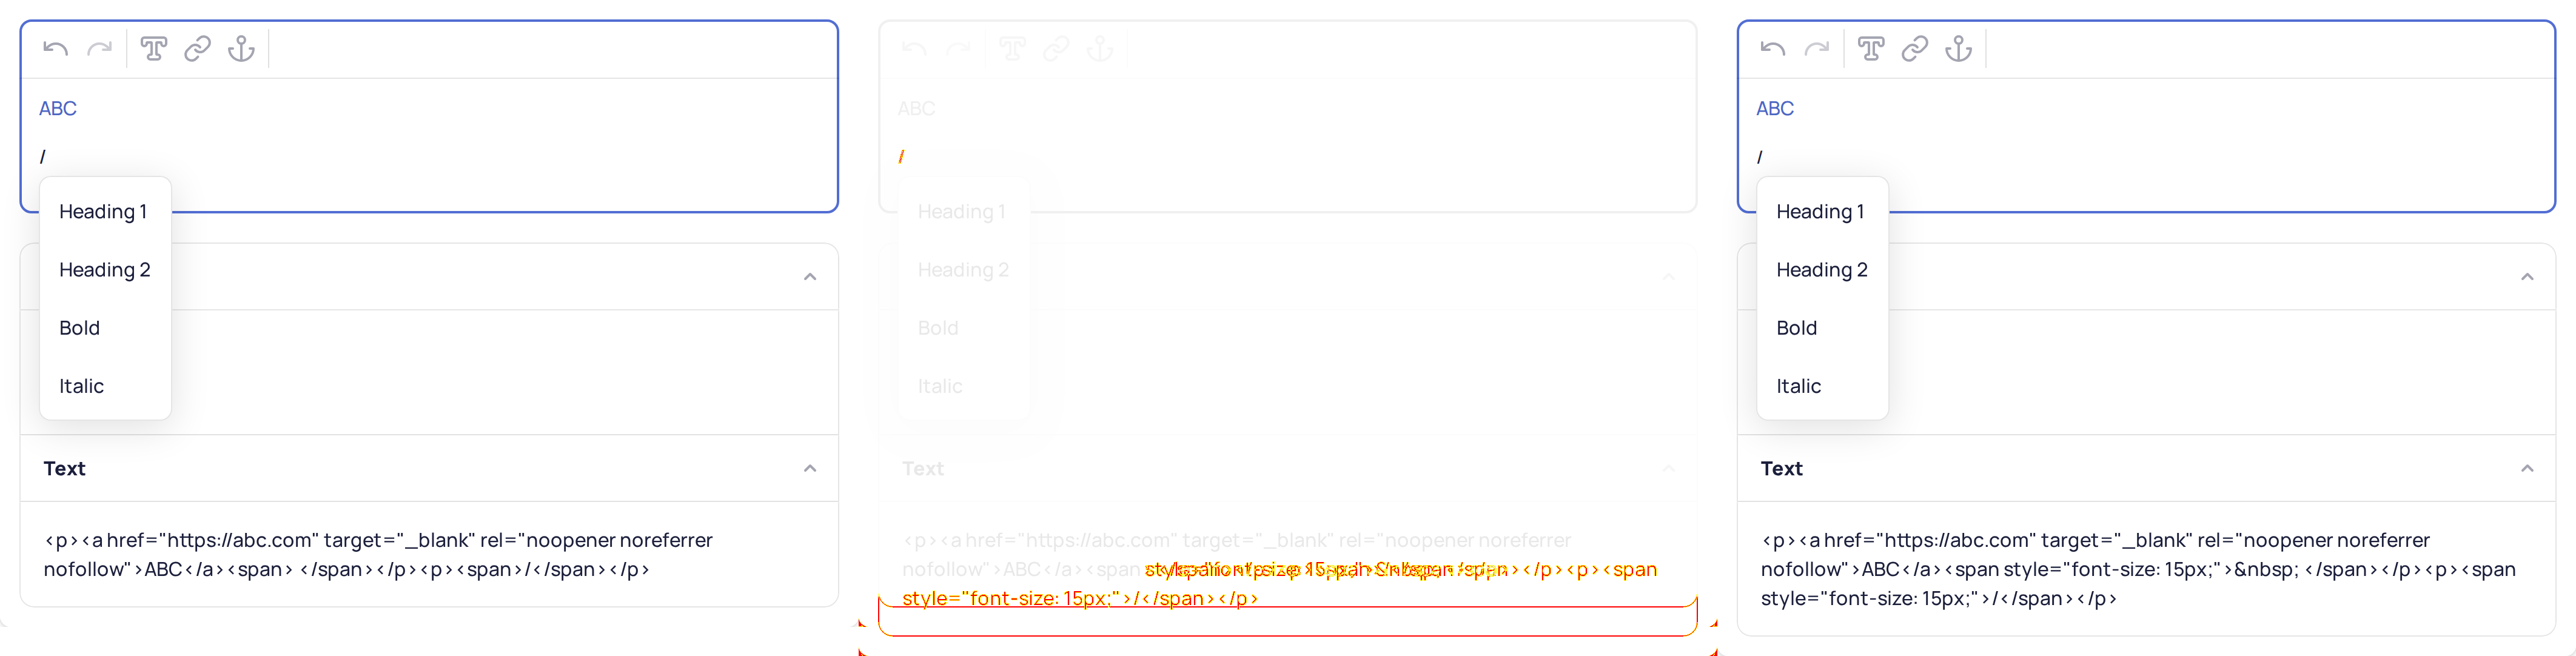 ABC
/
Heading 1
Heading 2
Bold
Italic
Text
<p><a href="https://abc.com" target="_blank" rel="noopener noreferrer
nofollow">ABC</a><span> </span></p><p><span>/</span></p>
ABC
/
Heading 1
Heading 2
Bold
Italic
Text
<p><a href="https://abc.com" target="_blank" rel="noopener noreferrer
nofollow">ABC</a><span </p><p><span
style="font-size: 15px;">/</span></p>
ABC
/
Heading 1
Heading 2
Bold
Italic
Text
<p><a href="https://abc.com" target="_blank" rel="noopener noreferrer
nofollow">ABC</a><span style="font-size: 15px;">&nbsp; </span></p><p><span
style="font-size: 15px;">/</span></p>